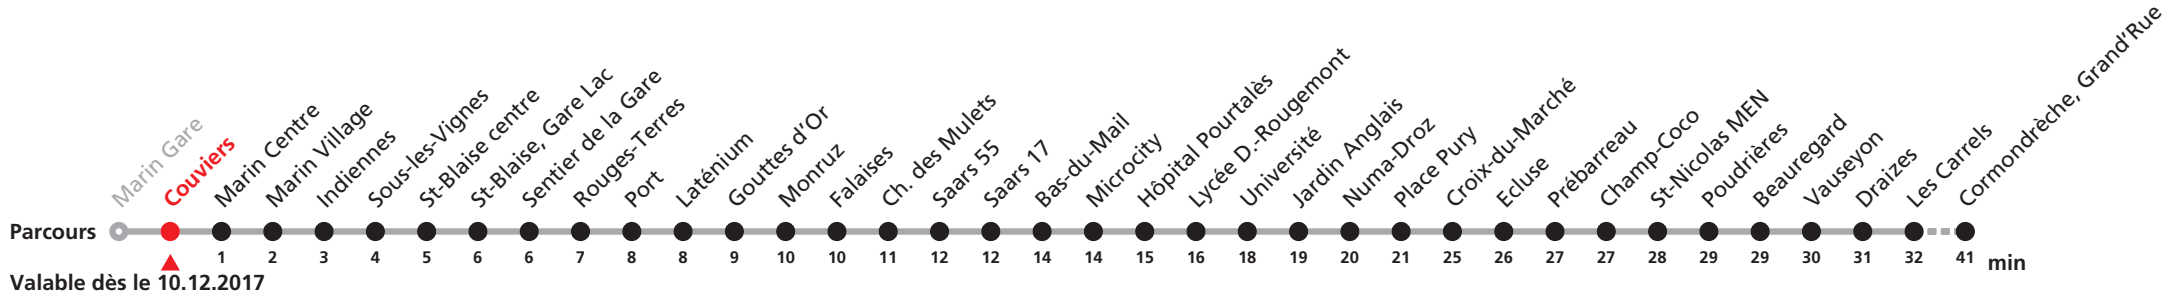 Marin Gare
Couviers
Marin Centre
Marin Village
Indiennes
Sous-les-Vignes
St-Blaise centre
St-Blaise, Gare Lac
Sentier de la Gare
Rouges-Terres
Port
Laténium
Gouttes d'Or
Monruz
Falaises
Ch. des Mulets
Saars 55
Saars 17
Bas-du-Mail
Microcity
Hôpital Pourtalès
Lycée D.-Rougemont
Université
Jardin Anglais
Numa-Droz
Place Pury
Croix-du-Marché
Ecluse
Prébarreau
Champ-Coco
St-Nicolas MEN
Poudrières
Beauregard
Vauseyon
Draizes
Les Carrels
Cormondrèche, Grand'Rue
Parcours
1 2 3 4 5 6 6 7 8 8 9 10 10 11 12 12 14 14 15 16 18 19 20 21 25 26 27 27 28 29 29 30 31 32 41 min
Valable dès le 10.12.2017